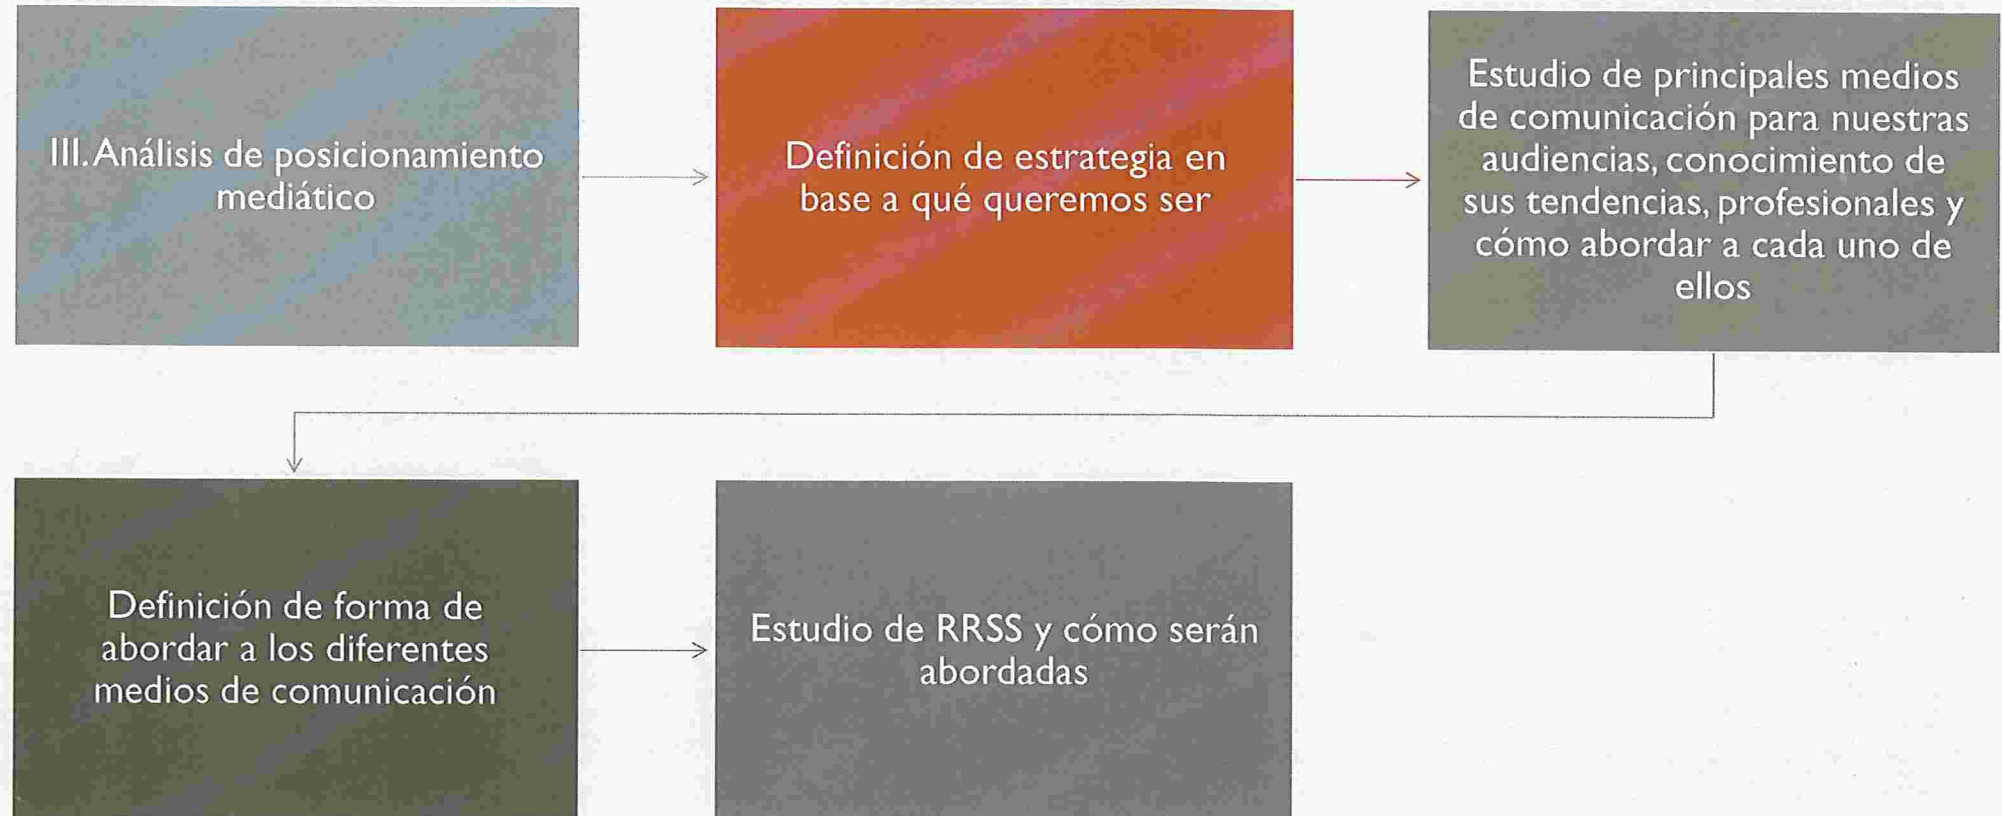 III. Análisis de posicionamiento
mediático
Definición de estrategia en
base a qué queremos ser
Estudio de principales medios
de comunicación para nuestras
audiencias, conocimiento de
sus tendencias, profesionales y
cómo abordar a cada uno de
ellos
Definición de forma de
abordar a los diferentes
medios de comunicación
Estudio de RRSS y cómo serán
abordadas